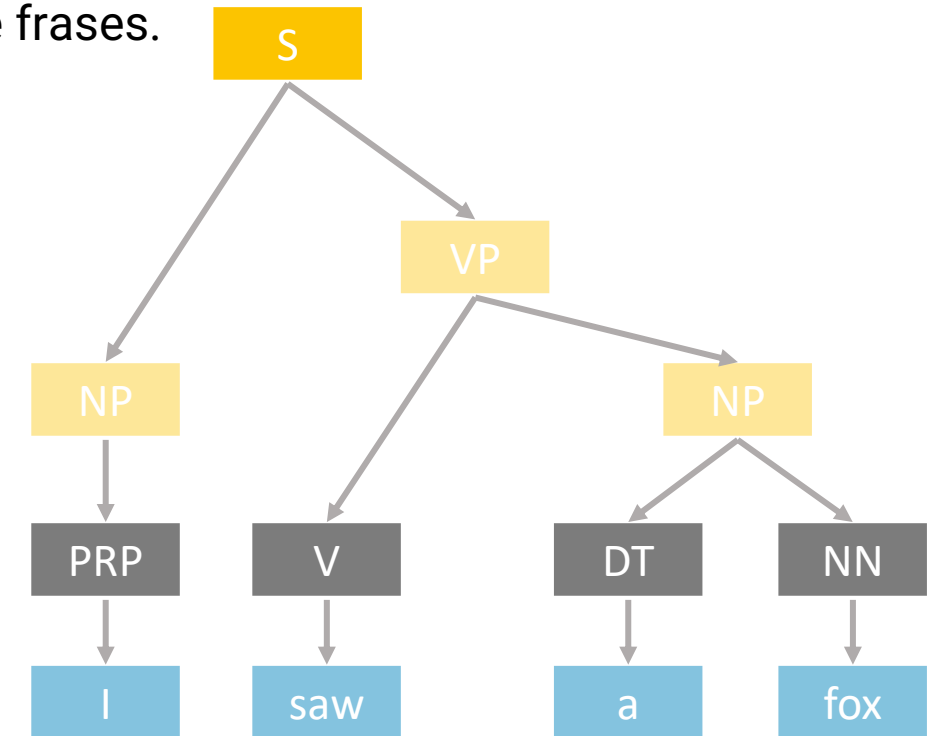 e frases.
S
VP
NP NP
PRP V DT NN
I saw a fox